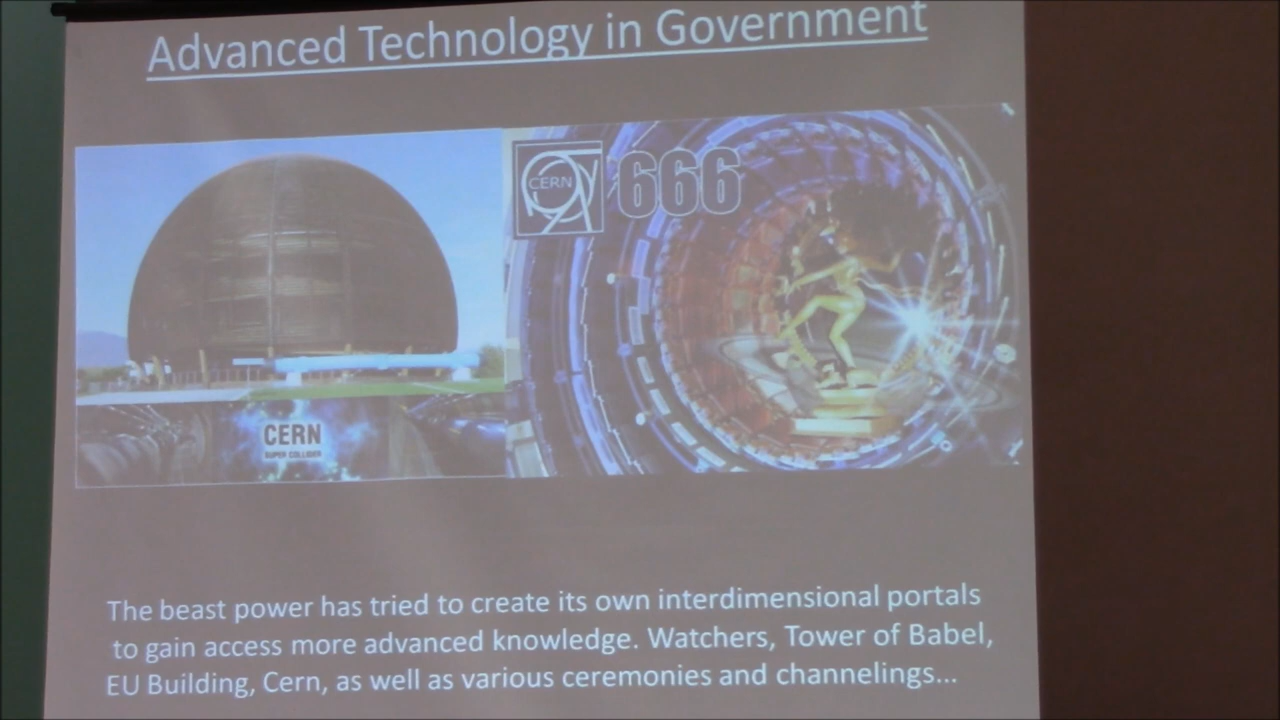 Advanced Technology in Government
CERN
666
CERN
SUPER COLLIDER
The beast power has tried to create its own interdimensional portals
to gain access more advanced knowledge. Watchers, Tower of Babel,
EU Building, Cern, as well as various ceremonies and channelings...